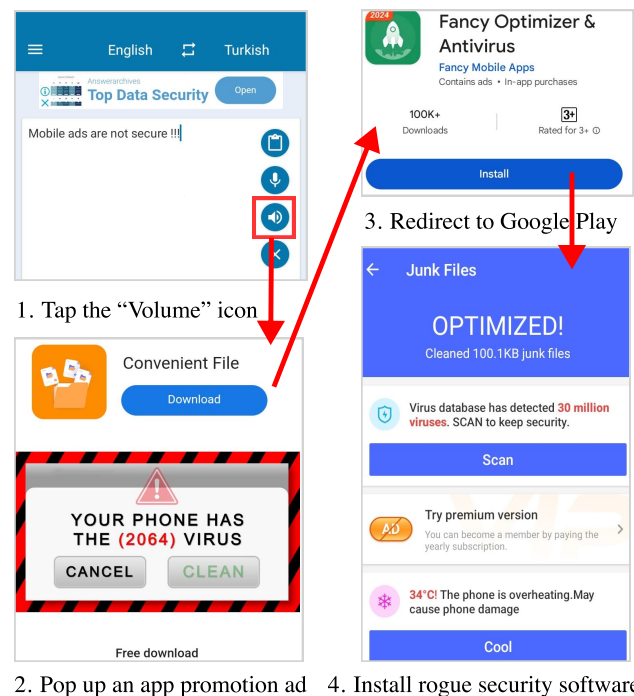 English
Turkish
Answerarchives
Top Data Security
Open
Mobile ads are not secure !!!
1. Tap the “Volume” icon
Convenient File
Download
YOUR PHONE HAS
THE (2064) VIRUS
CANCEL
CLEAN
Free download
2. Pop up an app promotion ad
2024
Fancy Optimizer &
Antivirus
Fancy Mobile Apps
Contains ads • In-app purchases
100K+
Downloads
3+
Rated for 3+
Install
3. Redirect to Google Play
Junk Files
OPTIMIZED!
Cleaned 100.1KB junk files
Virus database has detected 30 million
viruses. SCAN to keep security.
Scan
AD
Try premium version
You can become a member by paying the
yearly subscription.
VIP
34°C! The phone is overheating.May
cause phone damage
Cool
4. Install rogue security software